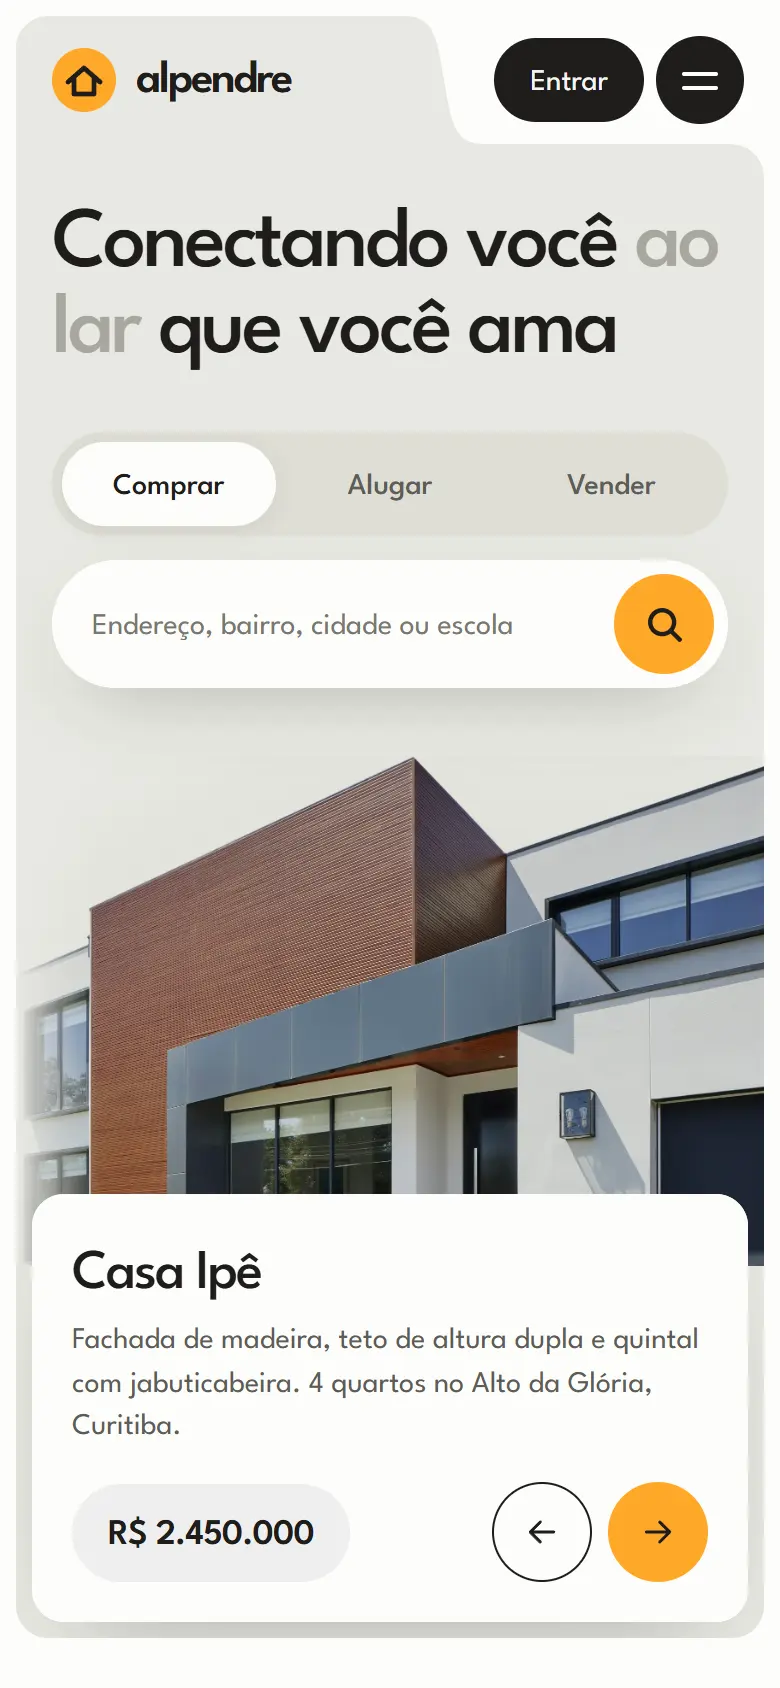 alpendre
Entrar
Conectando você ao
lar que você ama
Comprar
Alugar
Vender
Endereço, bairro, cidade ou escola
Casa Ipê
Fachada de madeira, teto de altura dupla e quintal
com jabuticabeira. 4 quartos no Alto da Glória,
Curitiba.
R$ 2.450.000